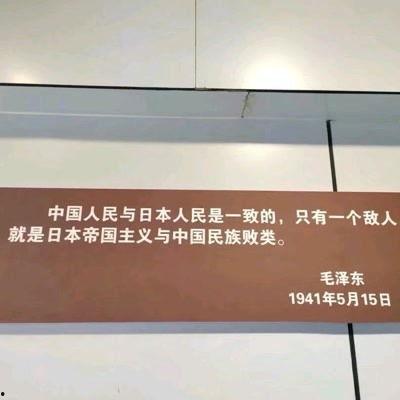 中国人民与日本人民是一致的，只有一个敌人
就是日本帝国主义与中国民族败类。
毛泽东
1941年5月15日